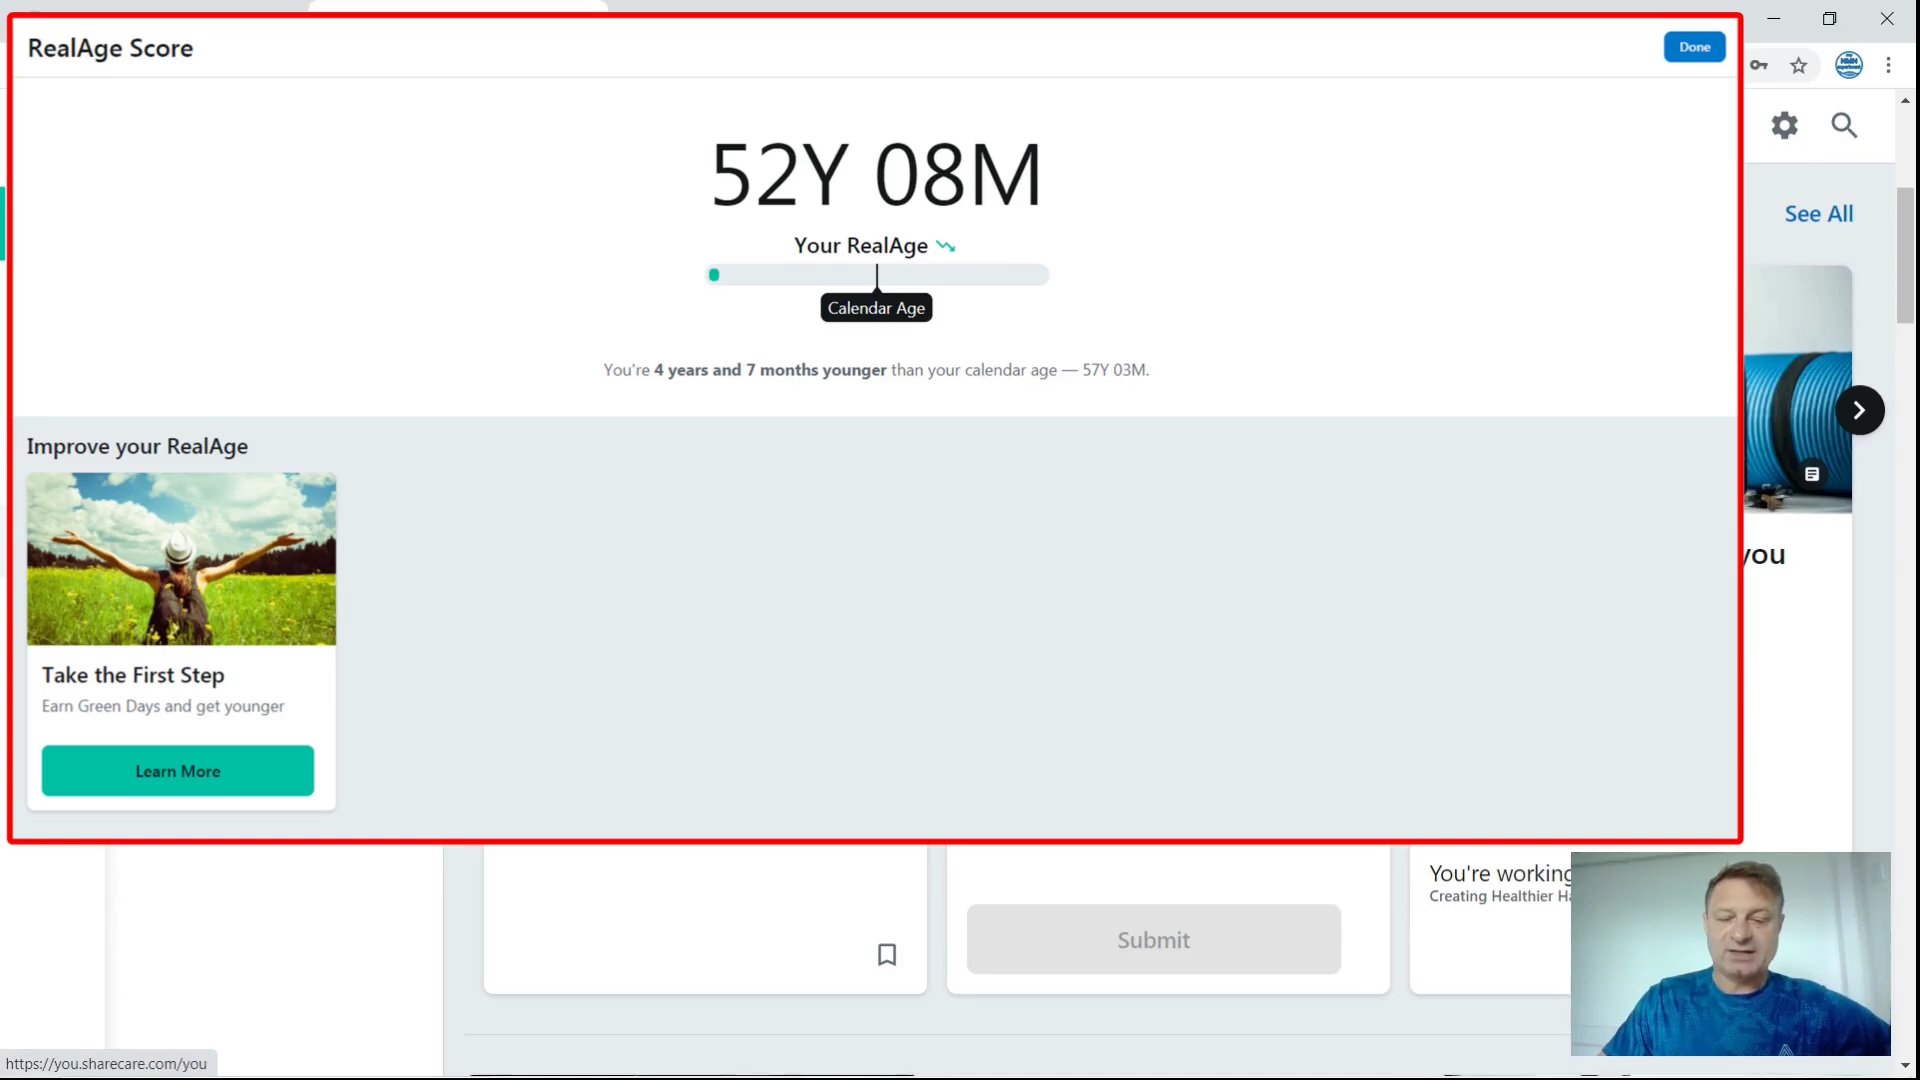 RealAge Score
Done
52Y 08M
Your RealAge
Calendar Age
You're 4 years and 7 months younger than your calendar age — 57Y 03M.
See All
Improve your RealAge
Take the First Step
Earn Green Days and get younger
Learn More
you
You're working
Creating Healthier
Submit
https://you.sharecare.com/you